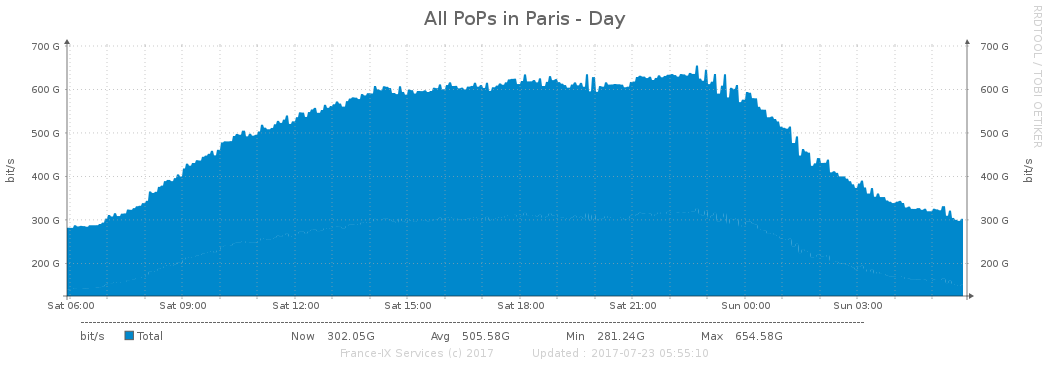 All PoPs in Paris - Day
RRDTOOL / TOBI OETIKER
bit/s
700 G 700 G
600 G 600 G
500 G 500 G
400 G 400 G
300 G 300 G
200 G 200 G
bit/s
Sat 06:00 Sat 09:00 Sat 12:00 Sat 15:00 Sat 18:00 Sat 21:00 Sun 00:00 Sun 03:00
bit/s Total Now 302.05G Avg 505.58G Min 281.24G Max 654.58G
France-IX Services (c) 2017 Updated : 2017-07-23 05:55:10